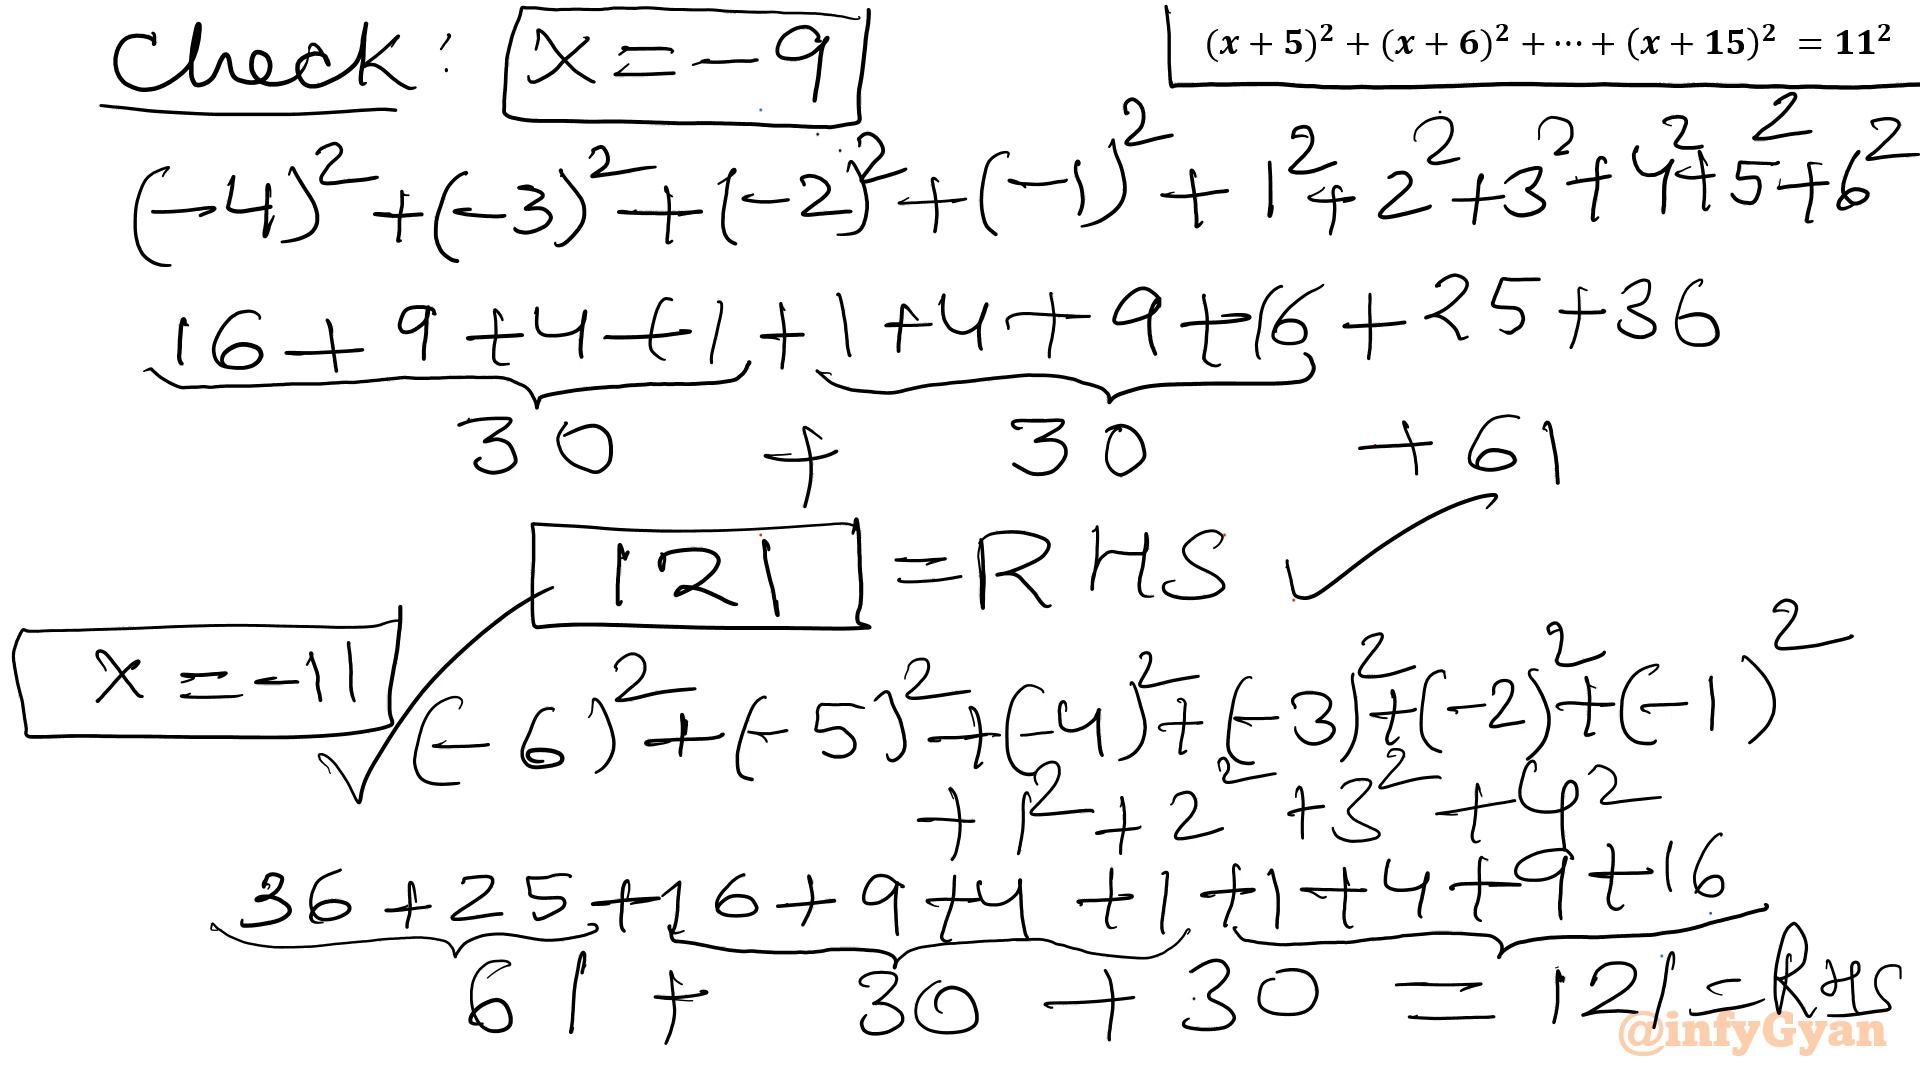 Check: x = -9
(x + 5)² + (x + 6)² + ⋯ + (x + 15)² = 11²
(-4)² + (-3)² + (-2)² + (-1)² + 1² + 2² + 3² + 4² + 5² + 6²
16 + 9 + 4 + 1 + 1 + 4 + 9 + 16 + 25 + 36
30 + 30 + 61
121 = RHS ✓
x = -11 ✓
(-6)² + (-5)² + (-4)² + (-3)² + (-2)² + (-1)²
+ 1² + 2² + 3² + 4²
36 + 25 + 16 + 9 + 4 + 1 + 1 + 4 + 9 + 16
61 + 30 + 30 = 121 = RHS
@infyGyan